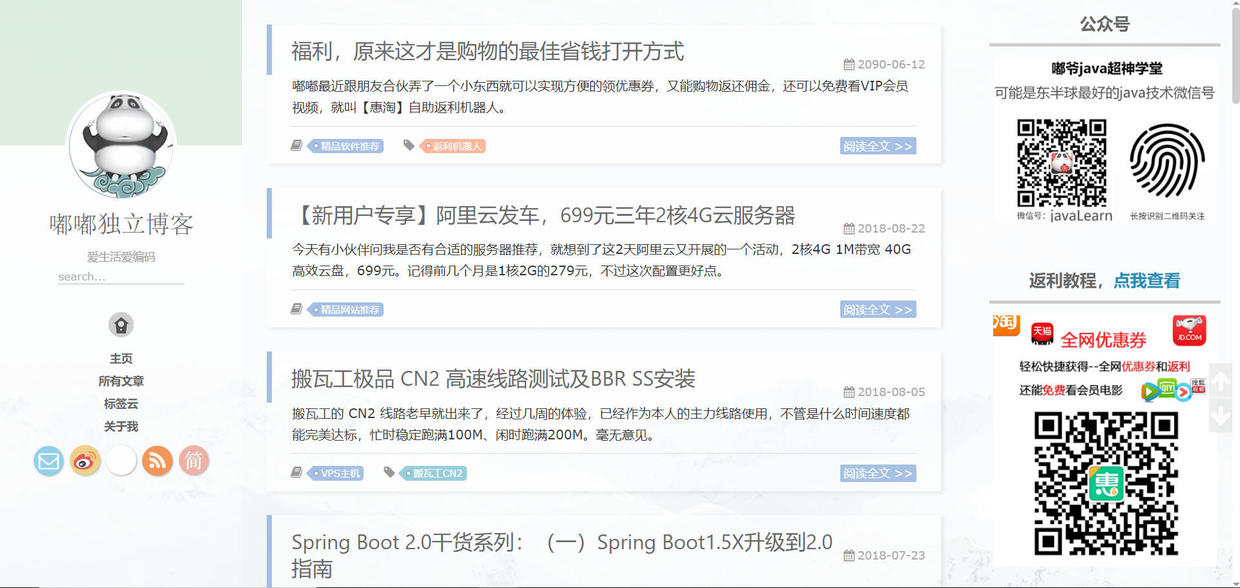 嘟嘟独立博客
爱生活爱编码
search...
主页
所有文章
标签云
关于我
简
福利，原来这才是购物的最佳省钱打开方式
2090-06-12
嘟嘟最近跟朋友合伙弄了一个小东西就可以实现方便的领优惠券，又能购物返还佣金，还可以免费看VIP会员
视频，就叫【惠淘】自助返利机器人。
精品软件推荐
返利机器人
阅读全文 >>
【新用户专享】阿里云发车，699元三年2核4G云服务器
2018-08-22
今天有小伙伴问我是否有合适的服务器推荐，就想到了这2天阿里云又开展的一个活动，2核4G 1M带宽 40G
高效云盘，699元。记得前几个月是1核2G的279元，不过这次配置更好点。
精品网站推荐
阅读全文 >>
搬瓦工极品 CN2 高速线路测试及BBR SS安装
2018-08-05
搬瓦工的 CN2 线路老早就出来了，经过几周的体验，已经作为本人的主力线路使用，不管是什么时间速度都
能完美达标，忙时稳定跑满100M、闲时跑满200M。毫无意见。
VPS主机
搬瓦工CN2
阅读全文 >>
Spring Boot 2.0干货系列：（一）Spring Boot1.5X升级到2.0
指南
2018-07-23
公众号
嘟爷java超神学堂
可能是东半球最好的java技术微信号
微信号：javaLearn
长按识别二维码关注
返利教程，点我查看
淘
天猫
全网优惠券
JD.COM
轻松快捷获得--全网优惠券和返利
还能免费看会员电影
QIY
搜狐
惠